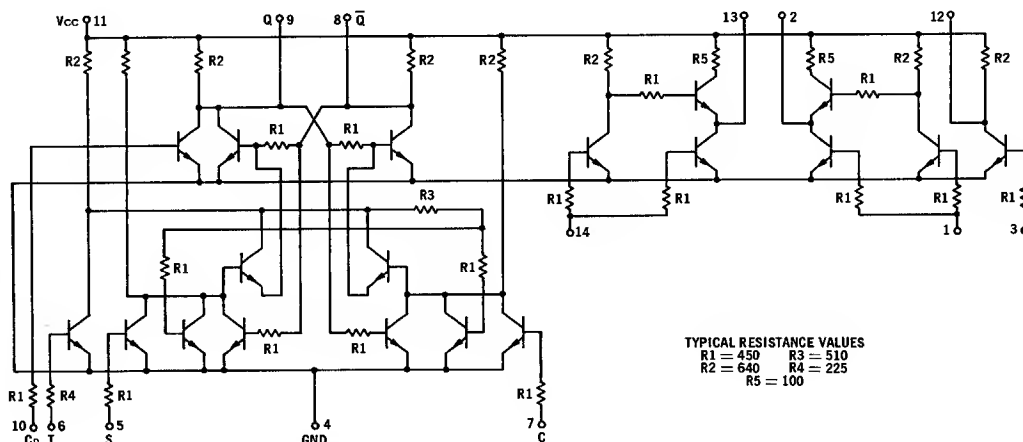 Vcc 11
Q 9
8 Q̅
13
2
12
R2
R2
R2
R2
R2
R5
R5
R2
R2
R1
R1
R1
R1
R3
R1
R1
R1
R1
R1
R1
R1
R1
R1
14
1
3
R1
R1
TYPICAL RESISTANCE VALUES
R1 = 450 R3 = 510
R2 = 640 R4 = 225
R5 = 100
R1
R4
R1
R1
10
6
5
4
7
T
S
GND
C